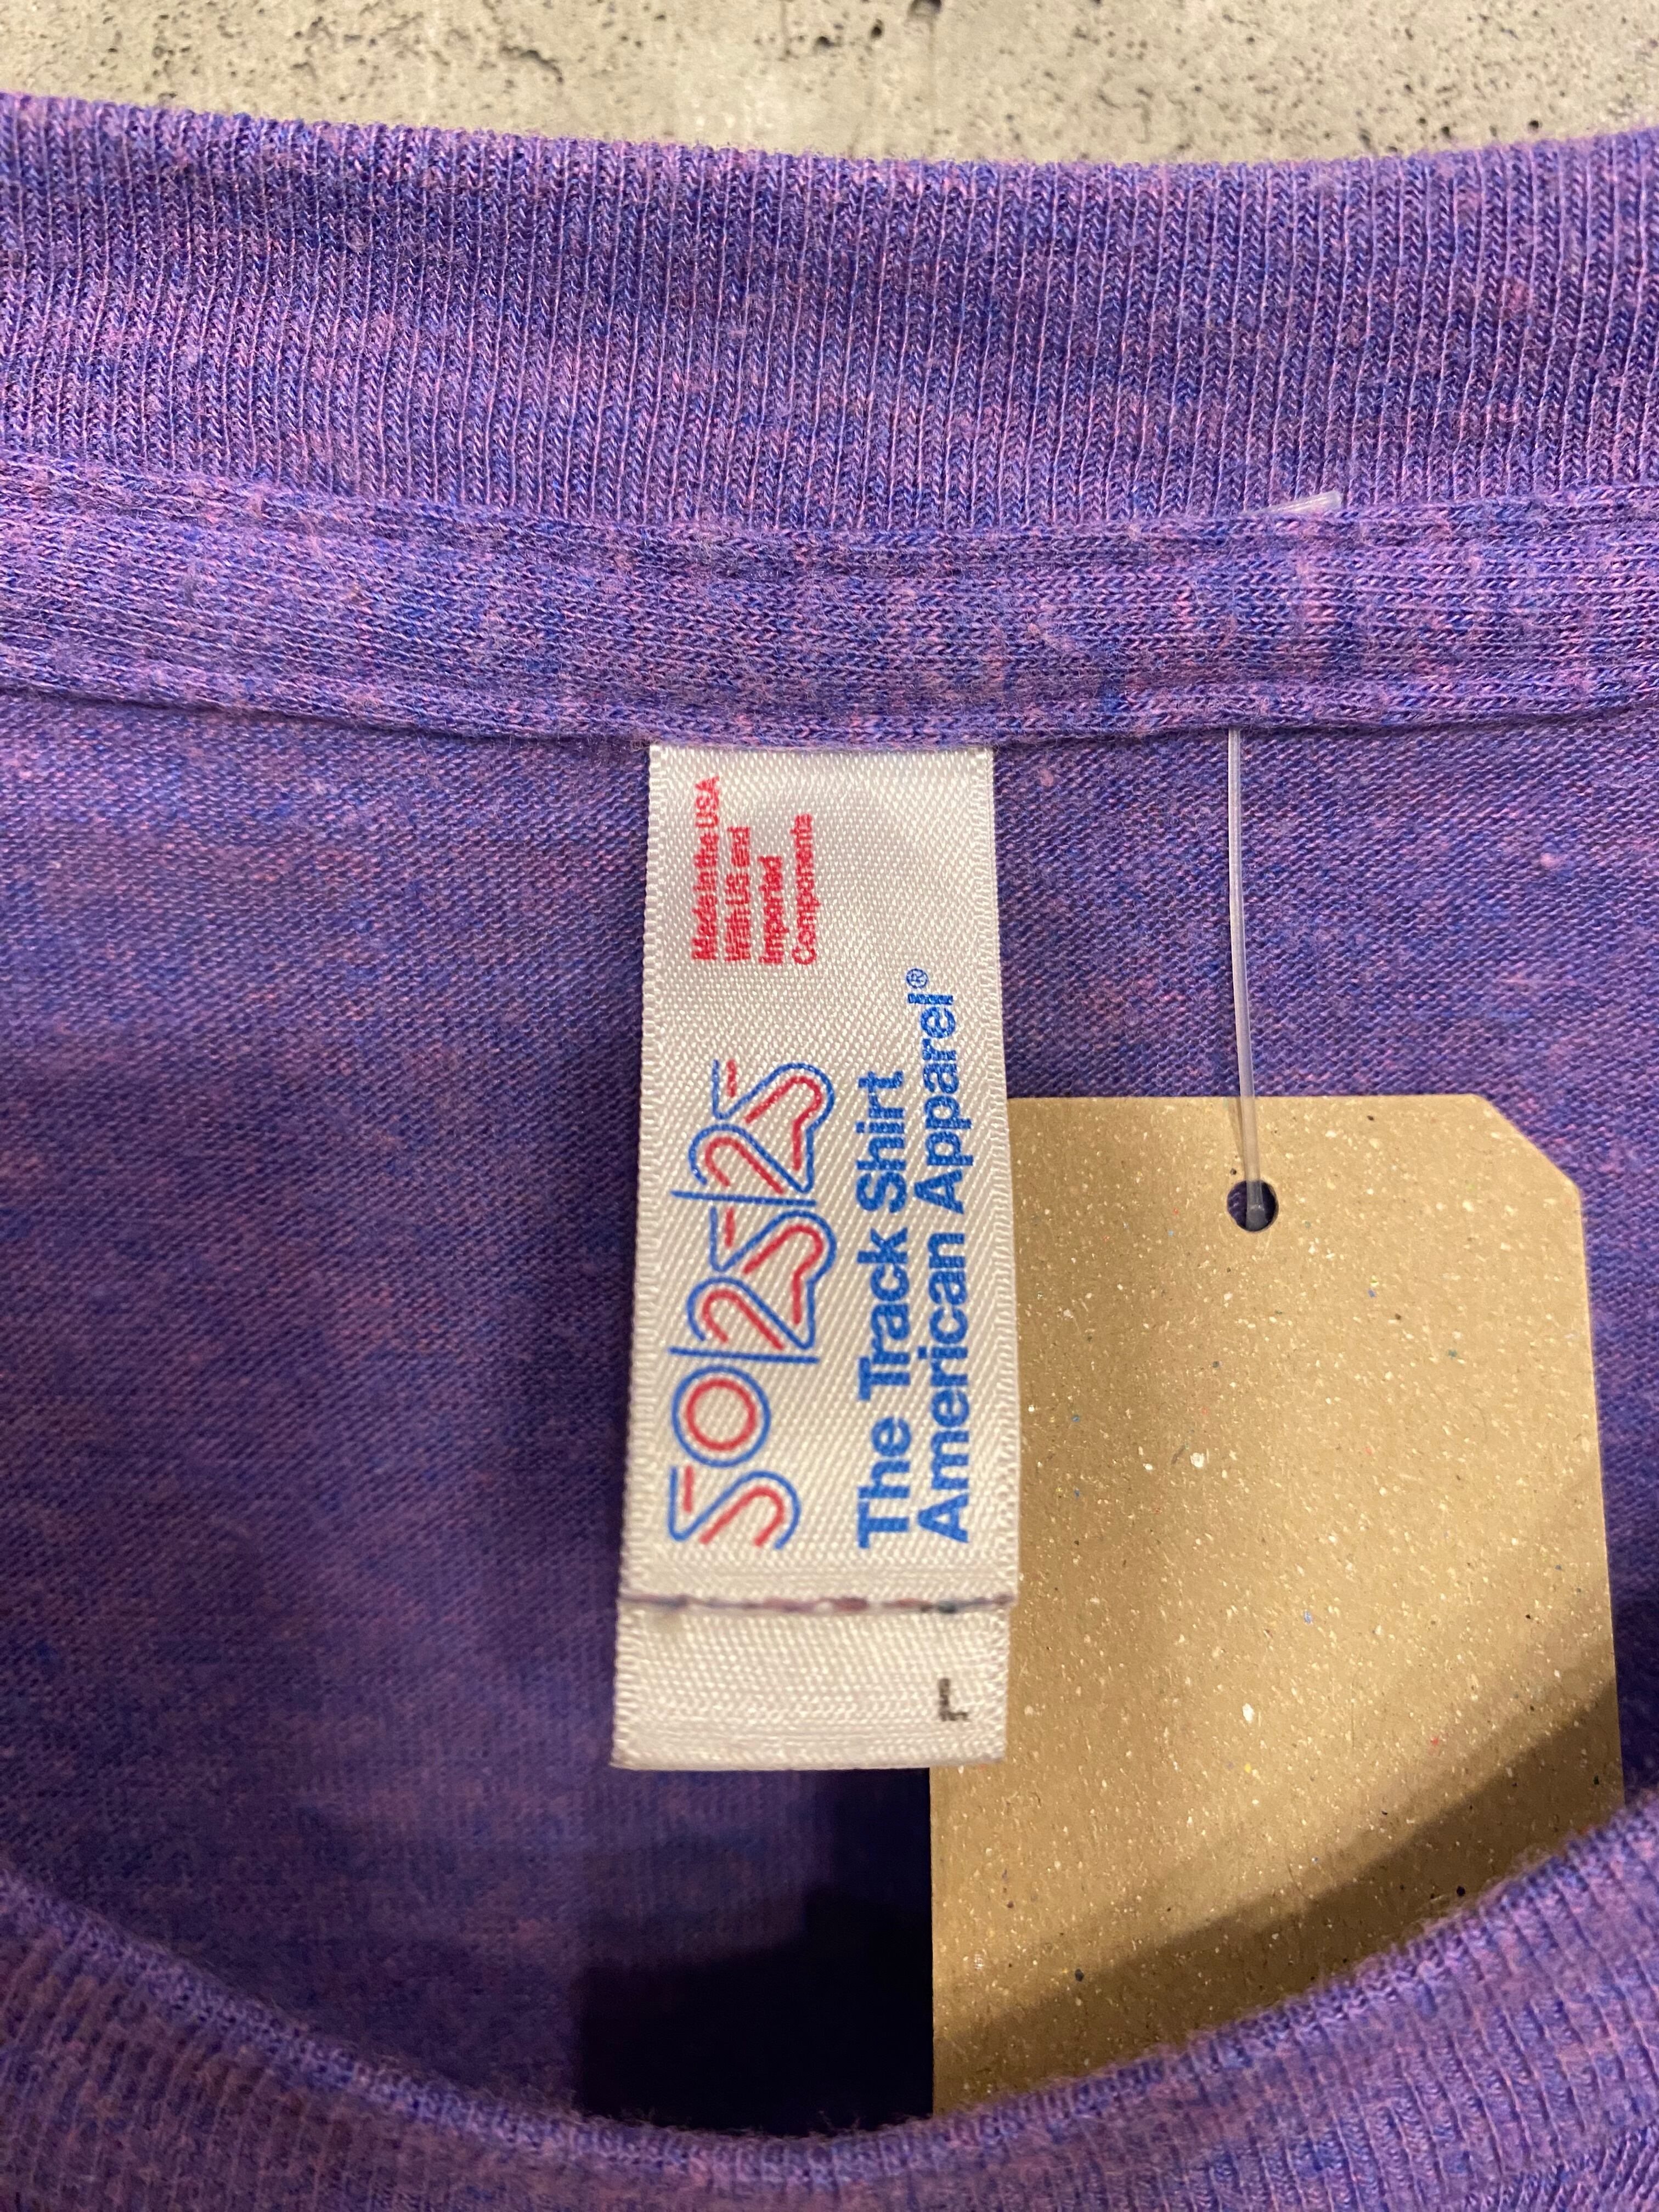 50/25/25
The Track Shirt
American Apparel®
Made in the USA
With US and
Imported
Components
L